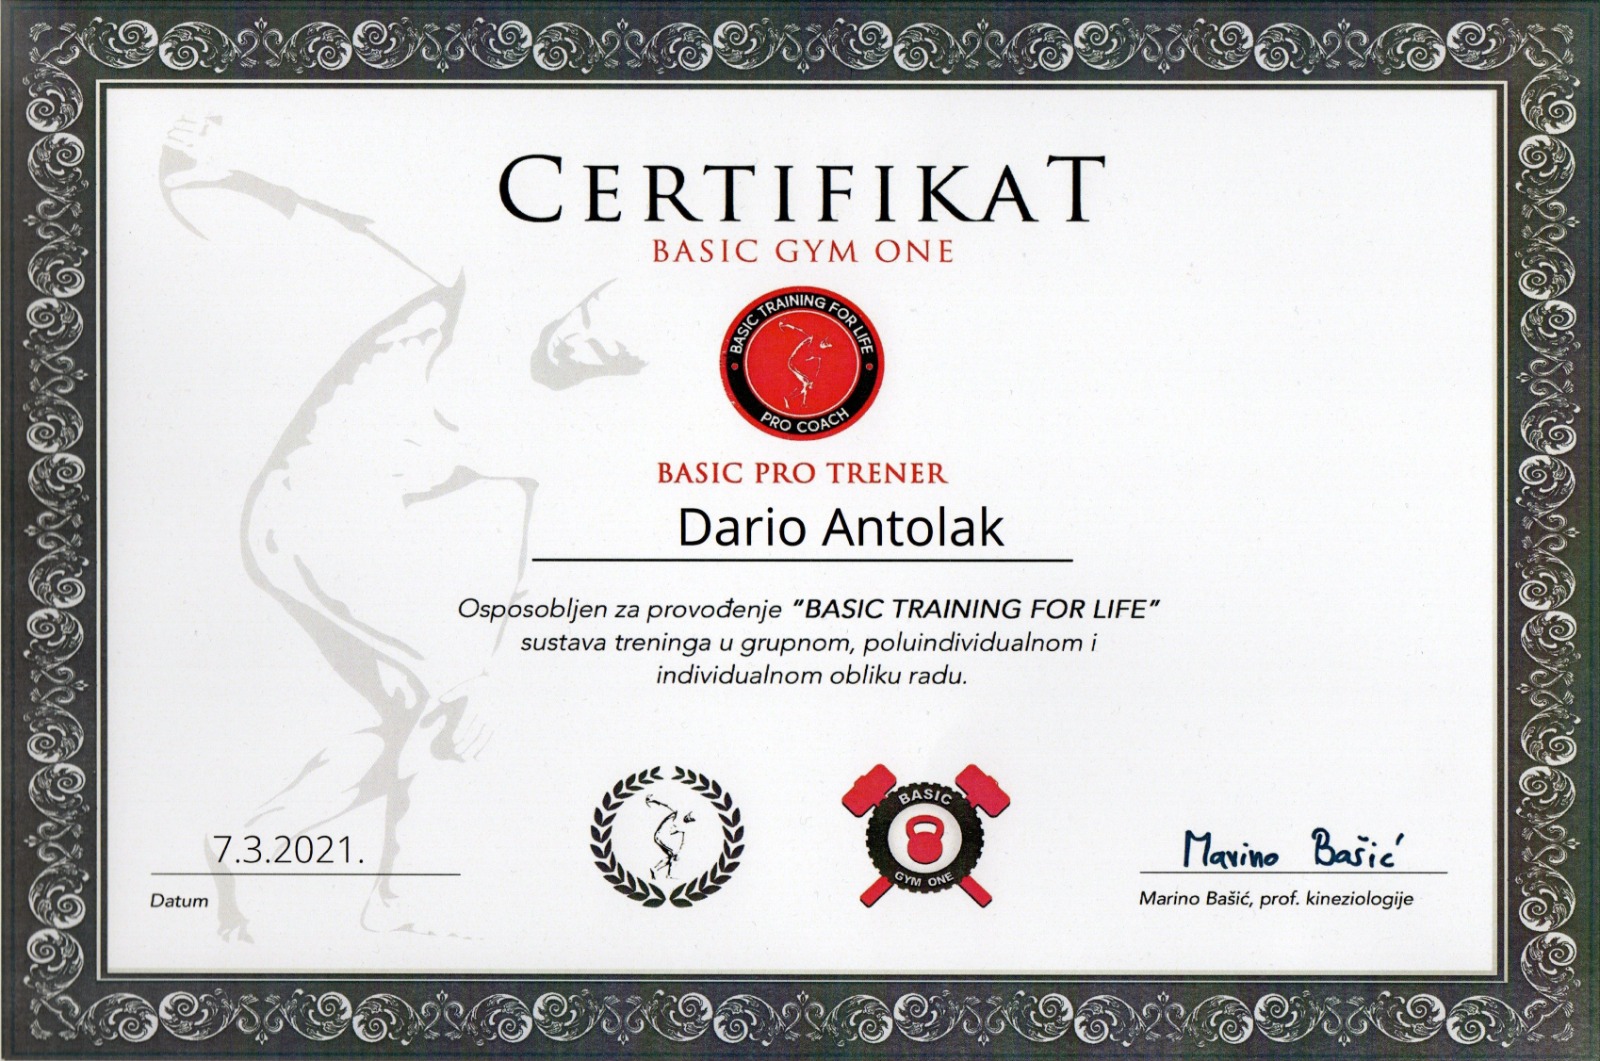 CERTIFIKAT
BASIC GYM ONE
BASIC TRAINING FOR LIFE
PRO COACH
BASIC PRO TRENER
Dario Antolak
Osposobljen za provođenje “BASIC TRAINING FOR LIFE”
sustava treninga u grupnom, poluindividualnom i
individualnom obliku radu.
BASIC
GYM ONE
7.3.2021.
Datum
Marino Bašić
Marino Bašić, prof. kineziologije